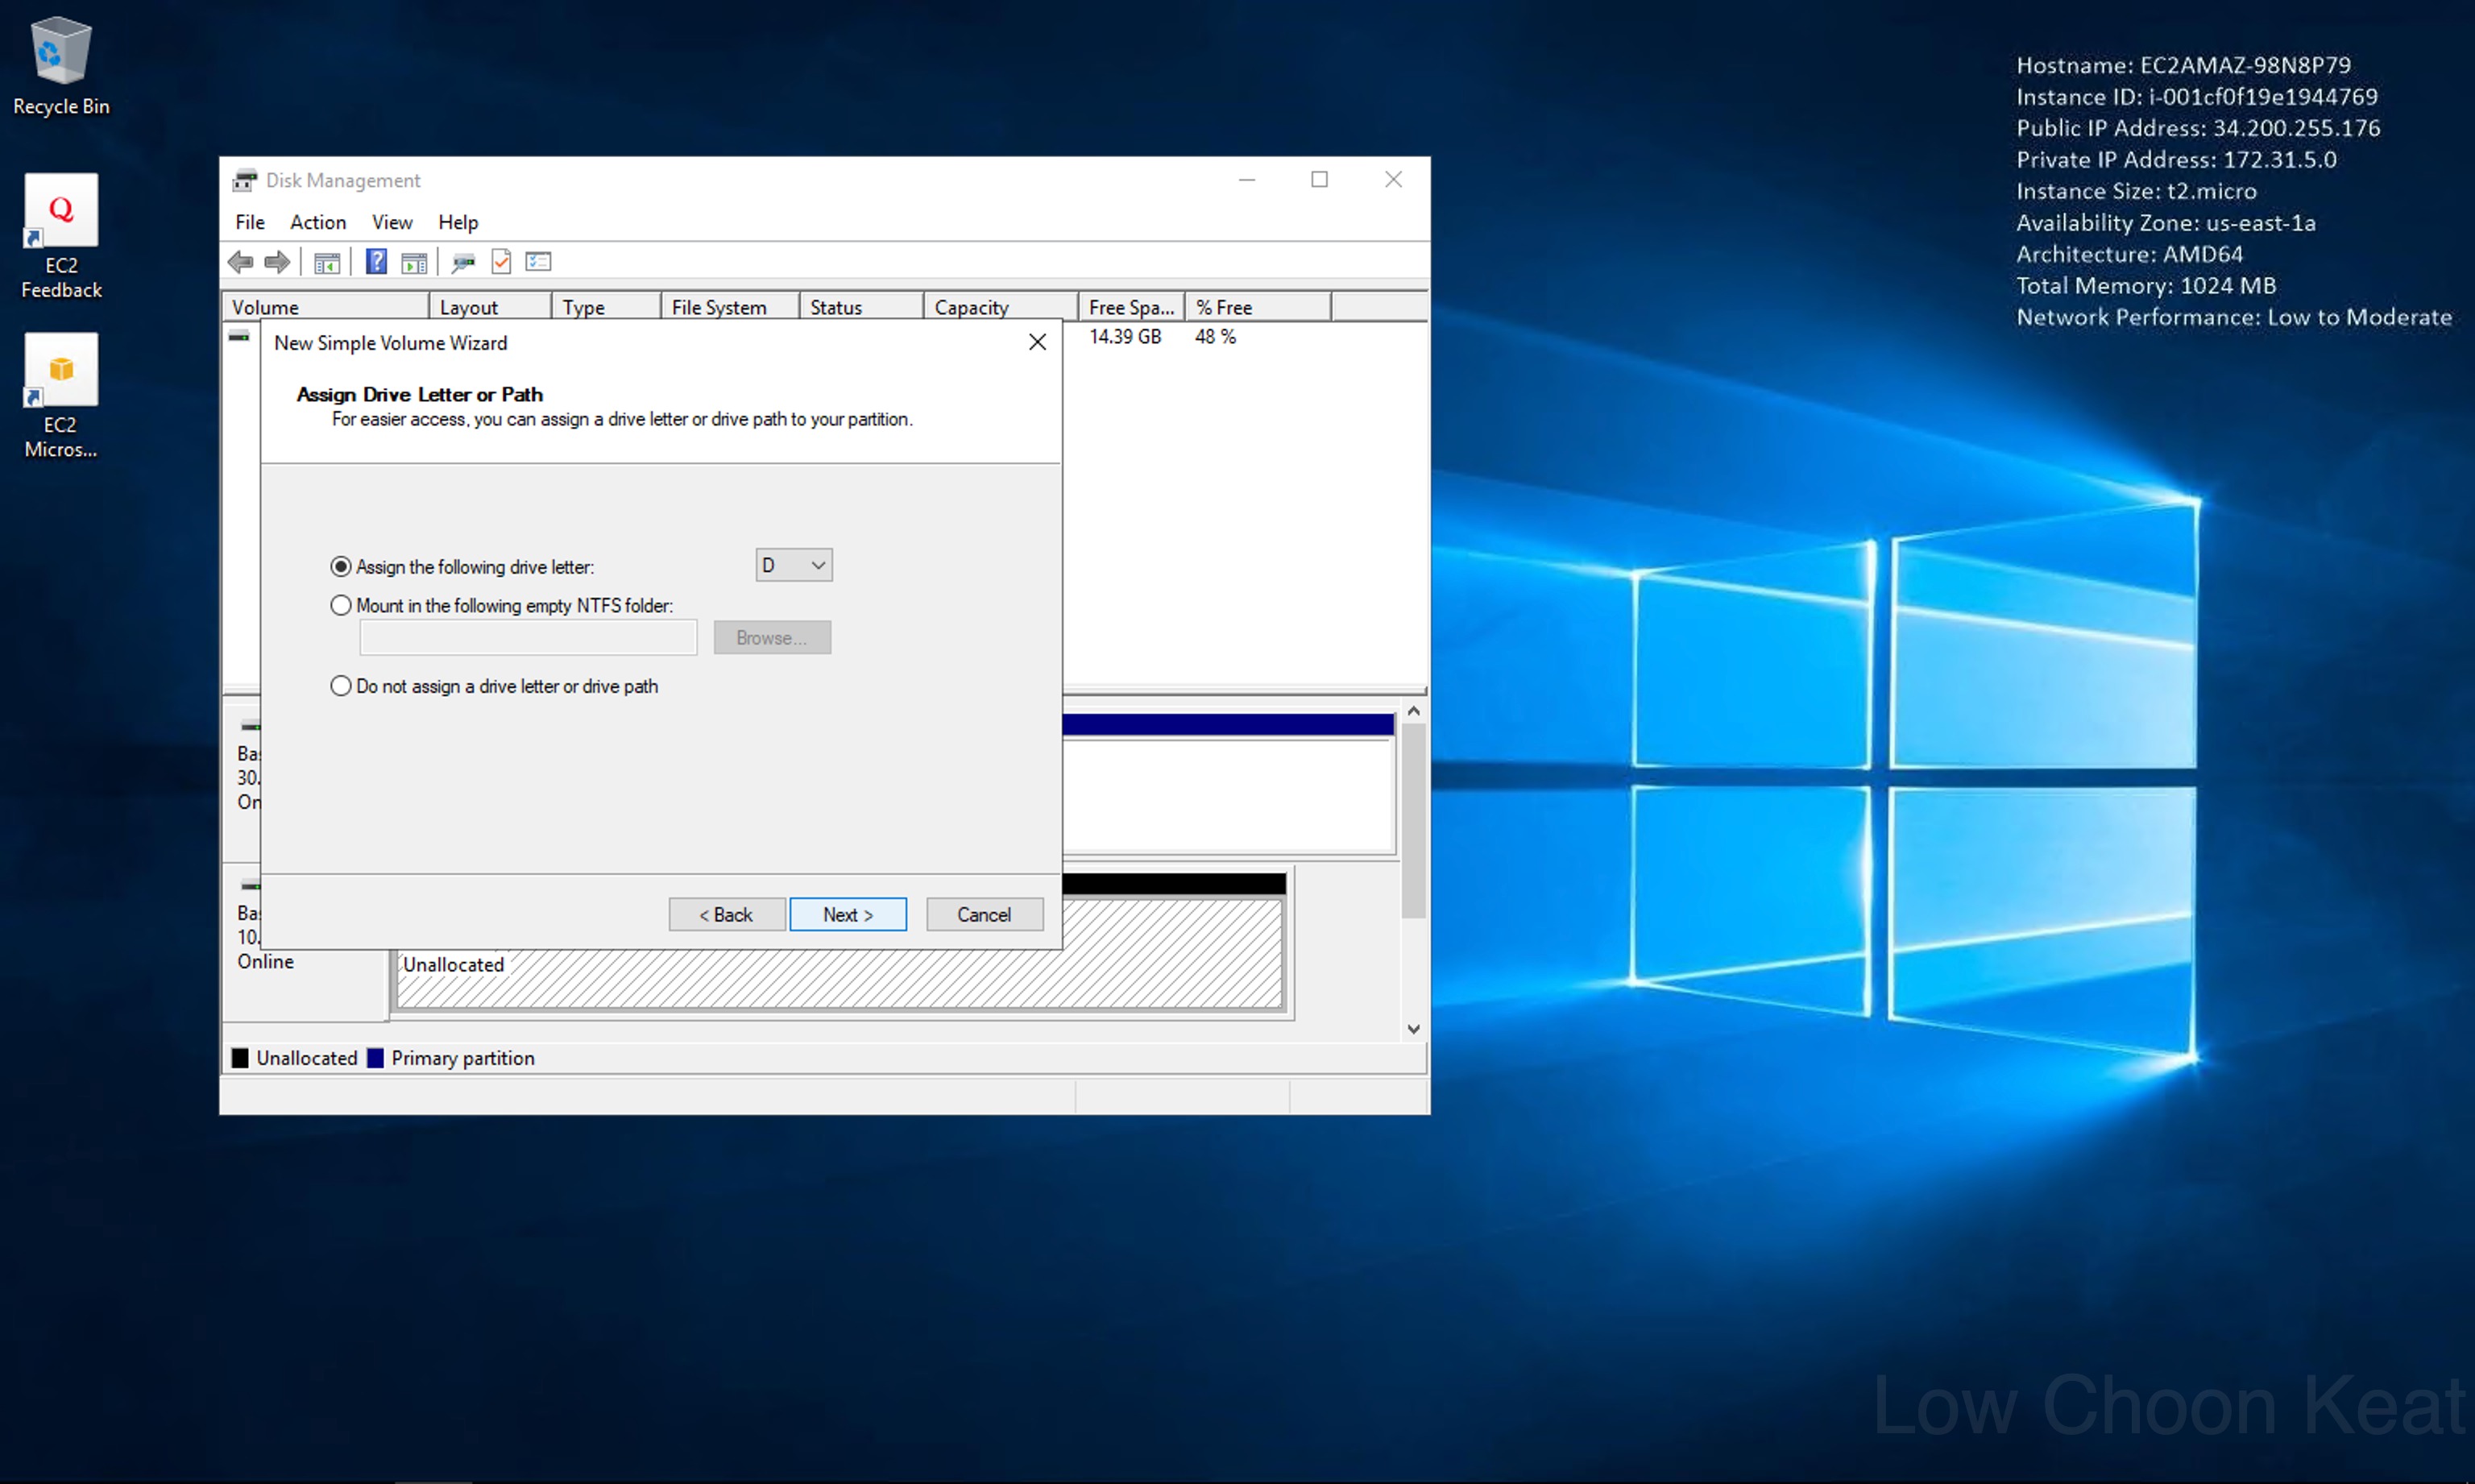 Recycle Bin
EC2
Feedback
EC2
Micros...
Hostname: EC2AMAZ-98N8P79
Instance ID: i-001cf0f19e1944769
Public IP Address: 34.200.255.176
Private IP Address: 172.31.5.0
Instance Size: t2.micro
Availability Zone: us-east-1a
Architecture: AMD64
Total Memory: 1024 MB
Network Performance: Low to Moderate
Disk Management
File Action View Help
Volume Layout Type File System Status Capacity Free Spa... % Free
14.39 GB 48 %
New Simple Volume Wizard
Assign Drive Letter or Path
For easier access, you can assign a drive letter or drive path to your partition.
Assign the following drive letter: D
Mount in the following empty NTFS folder:
Browse...
Do not assign a drive letter or drive path
Ba
30.
On
< Back Next > Cancel
Ba
10.
Online
Unallocated
Unallocated Primary partition
Low Choon Keat